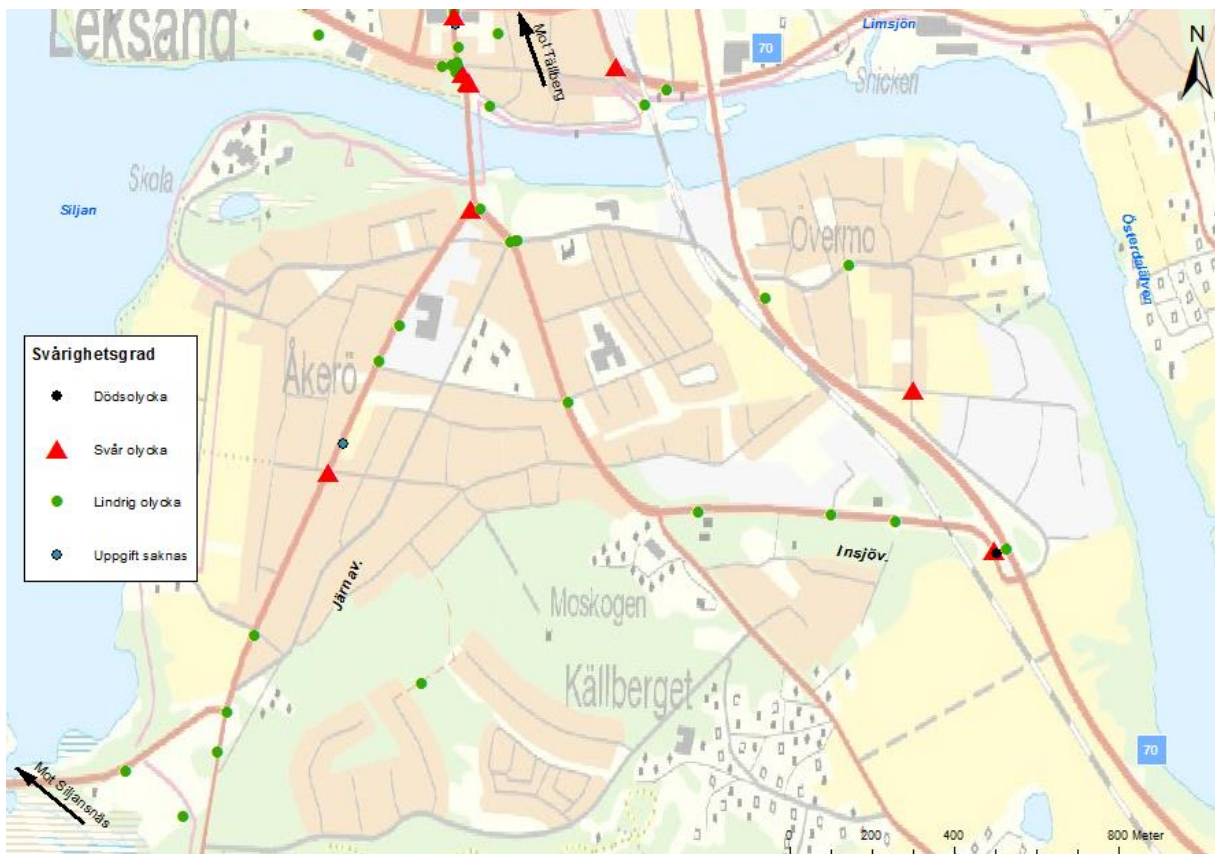 Leksand
Mot Tällberg
70
Limsjön
N
Snickeri
Skola
Siljan
Övermo
Österdalälven
Svårighetsgrad
Dödsolycka
Svår olycka
Lindrig olycka
Uppgift saknas
Åkerö
Järnav.
Insjöv.
Moskogen
Källberget
70
Mot Siljansnäs
0 200 400 800 Meter